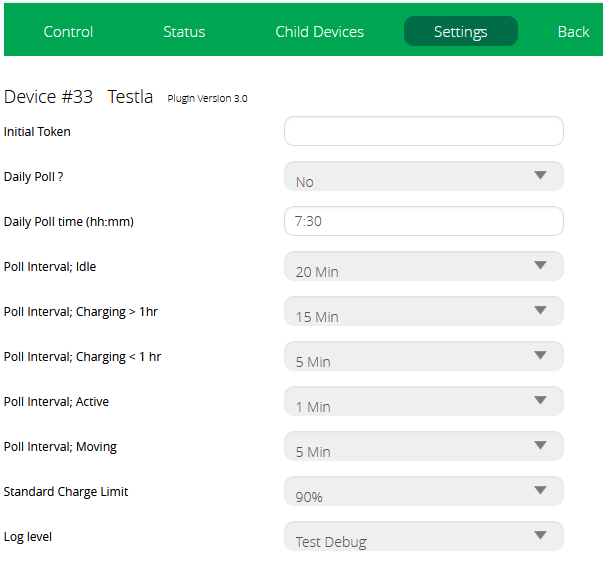 Control Status Child Devices Settings Back
Device #33 Testla Plugin Version 3.0
Initial Token
Daily Poll ? No
Daily Poll time (hh:mm) 7:30
Poll Interval; Idle 20 Min
Poll Interval; Charging > 1hr 15 Min
Poll Interval; Charging < 1 hr 5 Min
Poll Interval; Active 1 Min
Poll Interval; Moving 5 Min
Standard Charge Limit 90%
Log level Test Debug